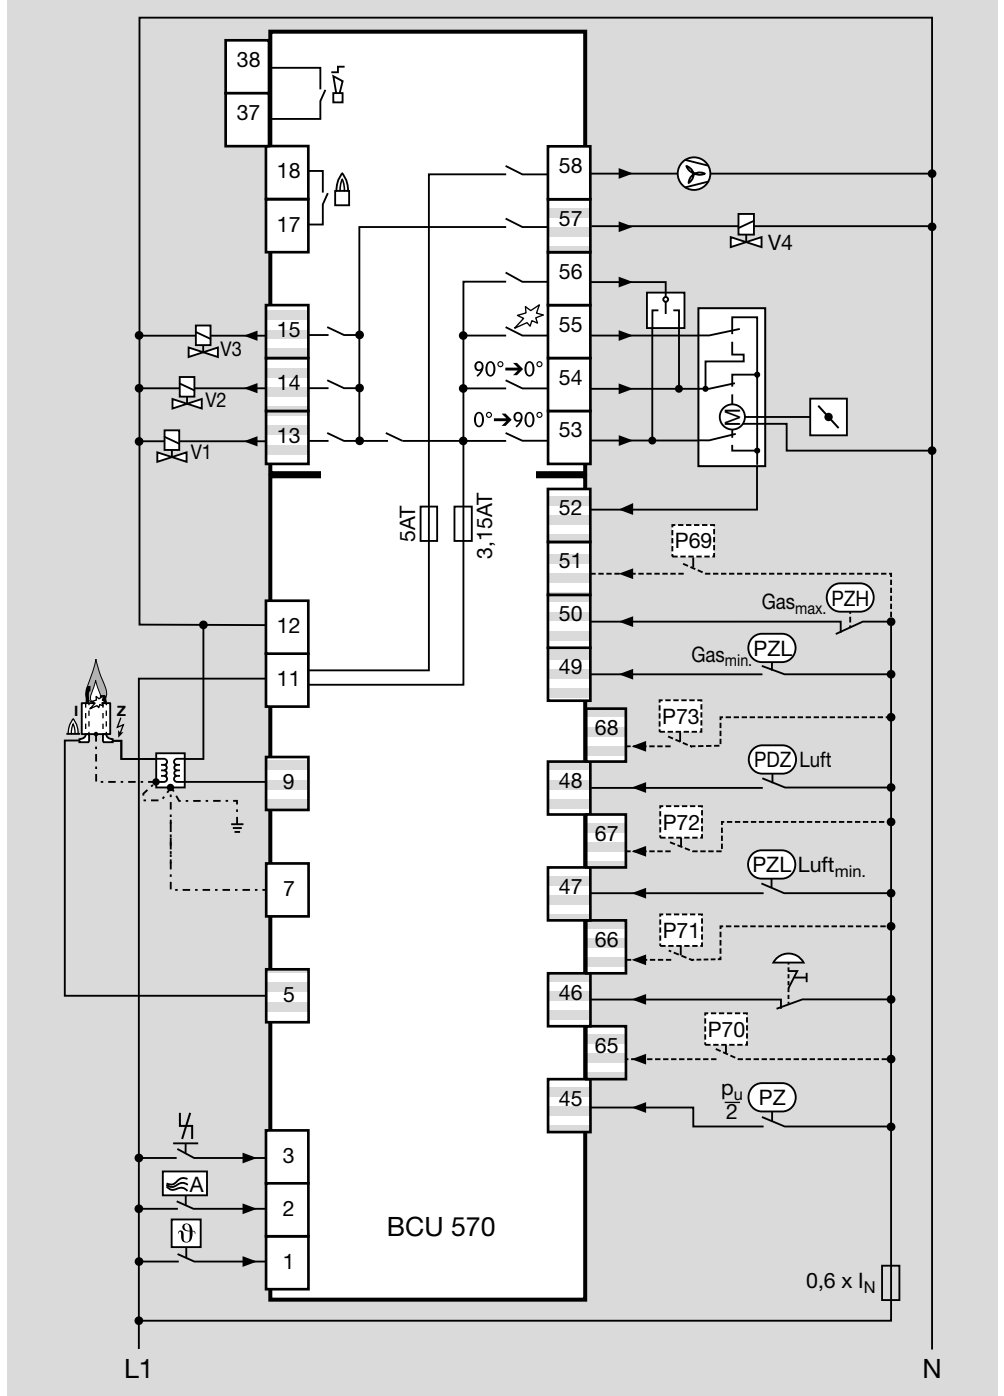 38
37
18
17
58
57
V4
56
55
15
V3
90°➔0°
54
14
V2
0°➔90°
53
13
V1
M
5AT
3,15AT
52
P69
51
Gasmax. PZH
50
12
Gasmin. PZL
49
11
I
Z
P73
68
PDZ Luft
48
9
P72
67
PZL Luftmin.
47
7
P71
66
46
5
P70
65
pu
2
PZ
45
3
A
2
ϑ
1
BCU 570
0,6 x IN
L1
N